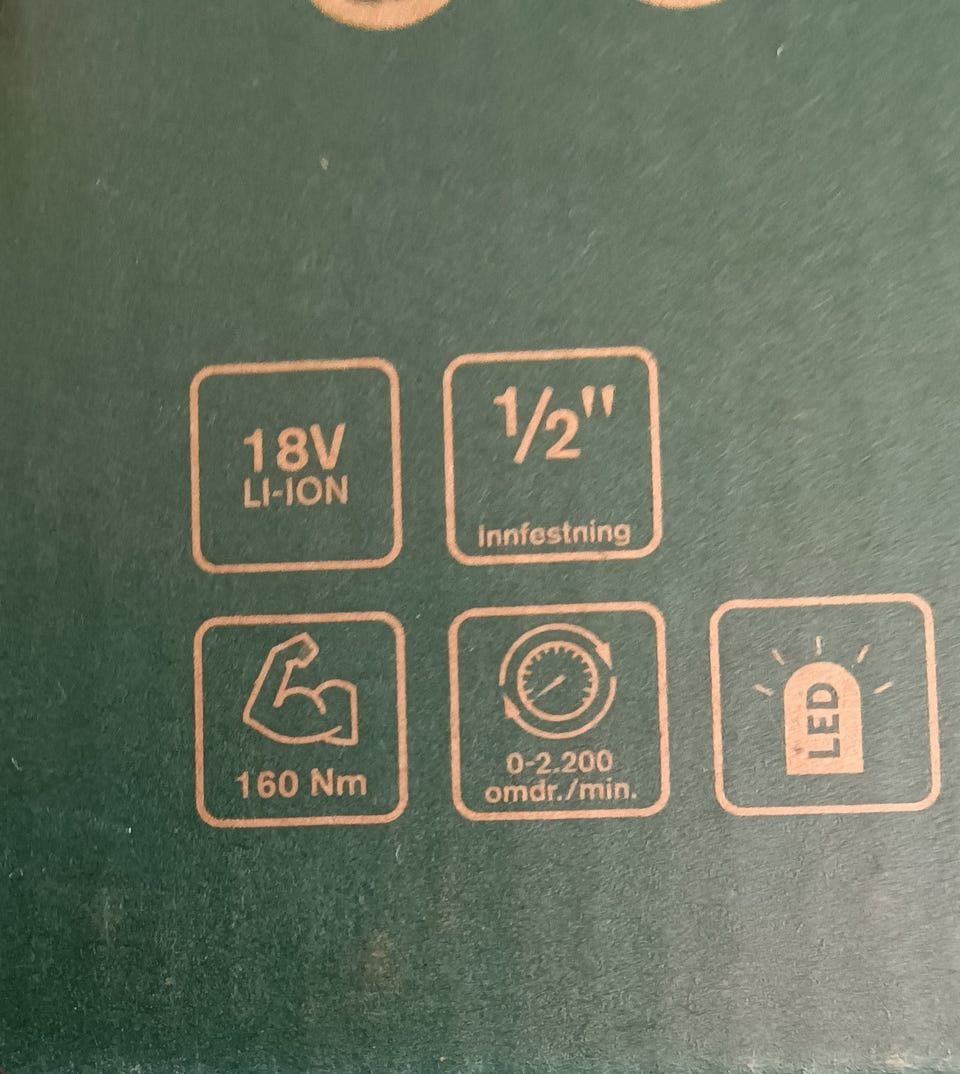 18V
LI-ION
1/2"
Innfestning
160 Nm
0-2.200
omdr./min.
LED